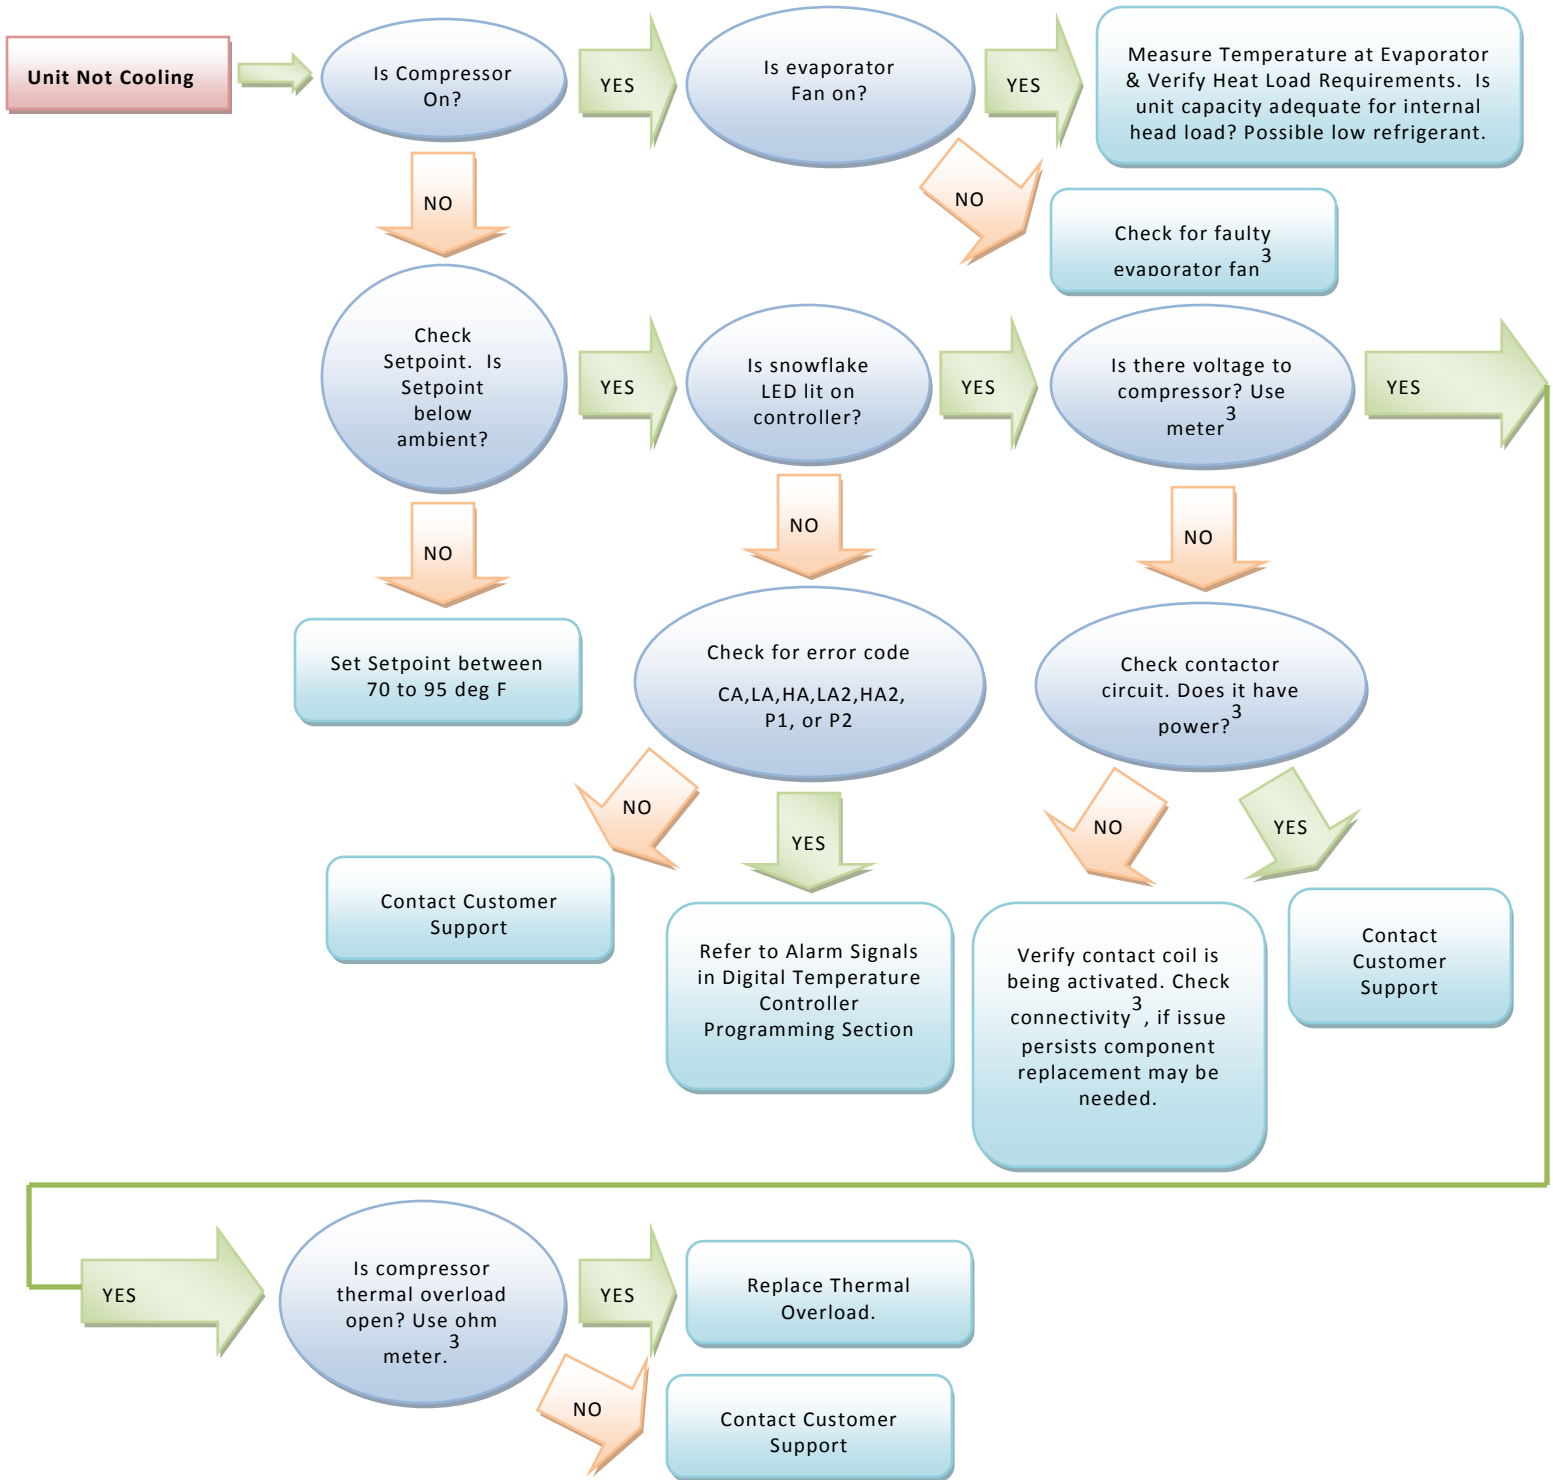 Unit Not Cooling
Is Compressor
On?
YES
Is evaporator
Fan on?
YES
Measure Temperature at Evaporator
& Verify Heat Load Requirements.  Is
unit capacity adequate for internal
head load? Possible low refrigerant.
NO
NO
Check for faulty
evaporator fan3
Check
Setpoint.  Is
Setpoint
below
ambient?
YES
Is snowflake
LED lit on
controller?
YES
Is there voltage to
compressor? Use
meter3
YES
NO
NO
NO
Set Setpoint between
70 to 95 deg F
Check for error code
CA,LA,HA,LA2,HA2,
P1, or P2
Check contactor
circuit. Does it have
power?3
NO
YES
NO
YES
Contact Customer
Support
Refer to Alarm Signals
in Digital Temperature
Controller
Programming Section
Verify contact coil is
being activated. Check
connectivity3, if issue
persists component
replacement may be
needed.
Contact
Customer
Support
YES
Is compressor
thermal overload
open? Use ohm
meter.3
YES
Replace Thermal
Overload.
NO
Contact Customer
Support